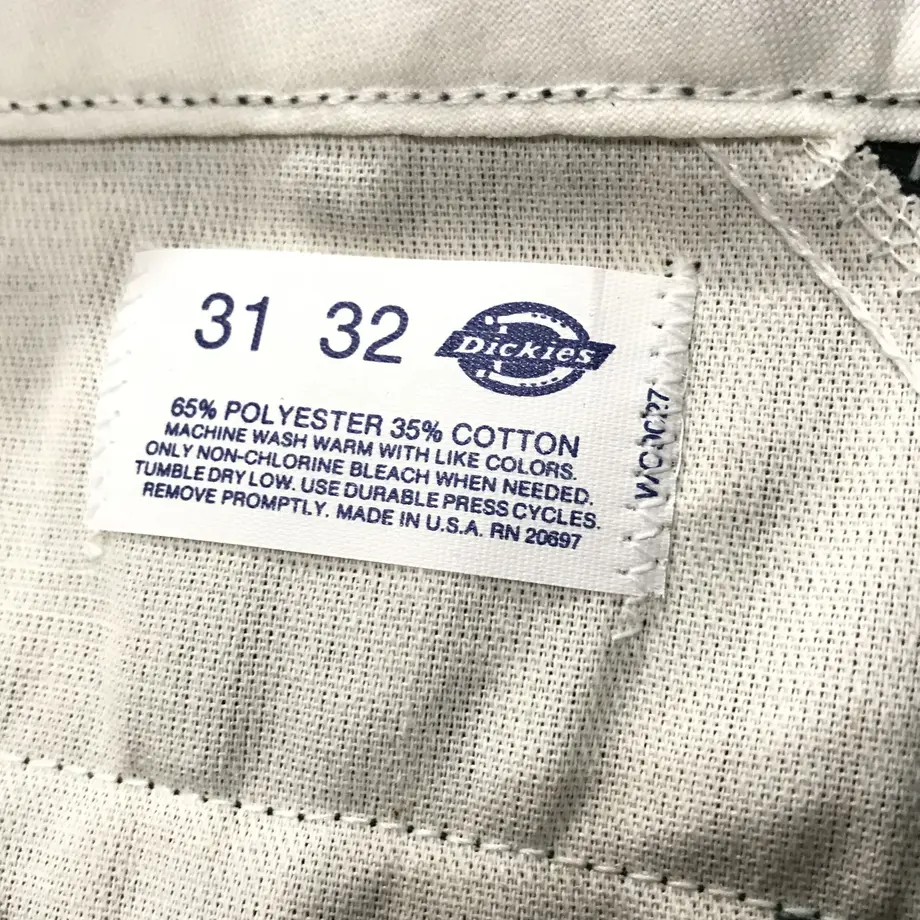 31 32 Dickies
65% POLYESTER 35% COTTON
MACHINE WASH WARM WITH LIKE COLORS.
ONLY NON-CHLORINE BLEACH WHEN NEEDED.
TUMBLE DRY LOW. USE DURABLE PRESS CYCLES.
REMOVE PROMPTLY. MADE IN U.S.A. RN 20697